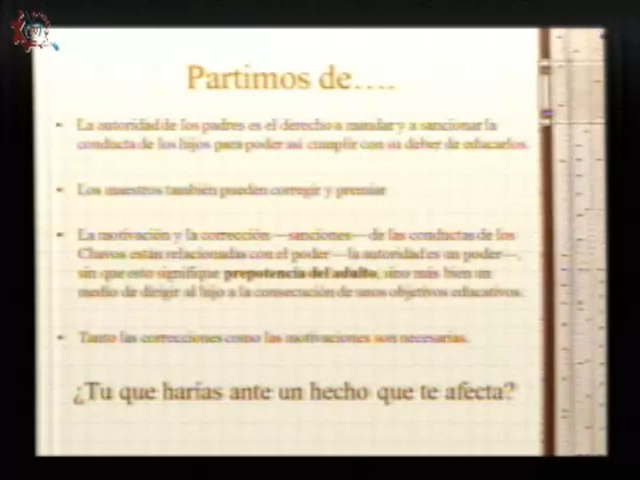 Partimos de….
• La autoridad de los padres es el derecho a mandar y a sancionar la
conducta de los hijos para poder así cumplir con su deber de educarlos.
• Los maestros también pueden corregir y premiar
• La motivación y la corrección —sanciones— de las conductas de los
Chavos están relacionadas con el poder —la autoridad es un poder—,
sin que esto signifique prepotencia del adulto, sino más bien un
medio de dirigir al hijo a la consecución de unos objetivos educativos.
• Tanto las correcciones como las motivaciones son necesarias.
¿Tu que harías ante un hecho que te afecta?